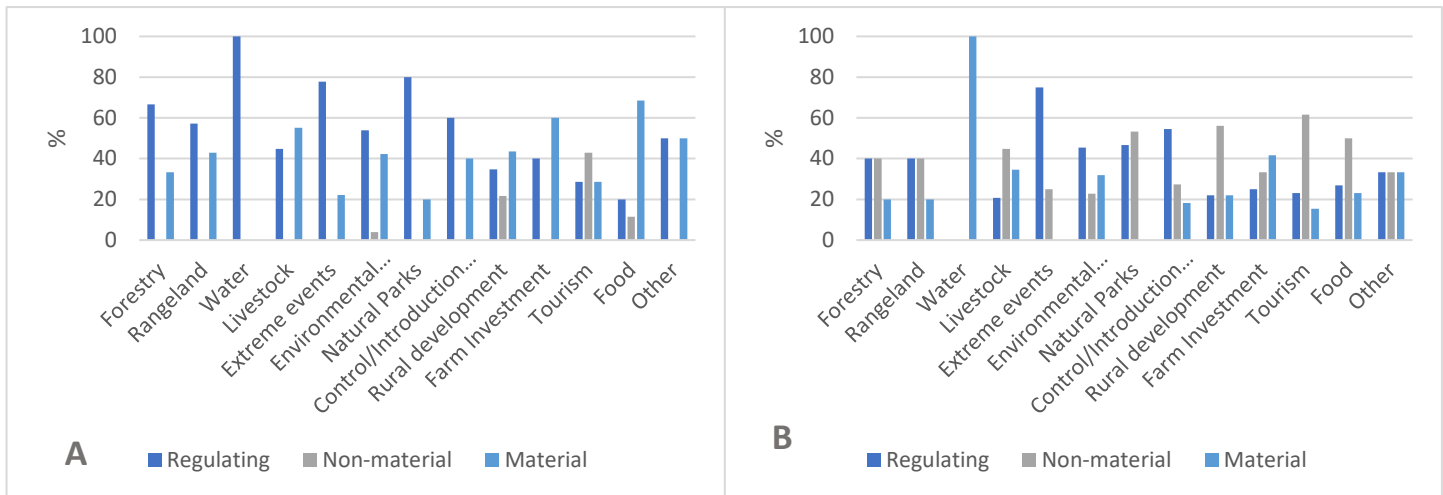 100
80
60
40
20
0
%
Forestry
Rangeland
Water
Livestock
Extreme events
Environmental…
Natural Parks
Control/Introduction…
Rural development
Farm Investment
Tourism
Food
Other
A
Regulating
Non-material
Material
100
80
60
40
20
0
%
Forestry
Rangeland
Water
Livestock
Extreme events
Environmental…
Natural Parks
Control/Introduction…
Rural development
Farm Investment
Tourism
Food
Other
B
Regulating
Non-material
Material